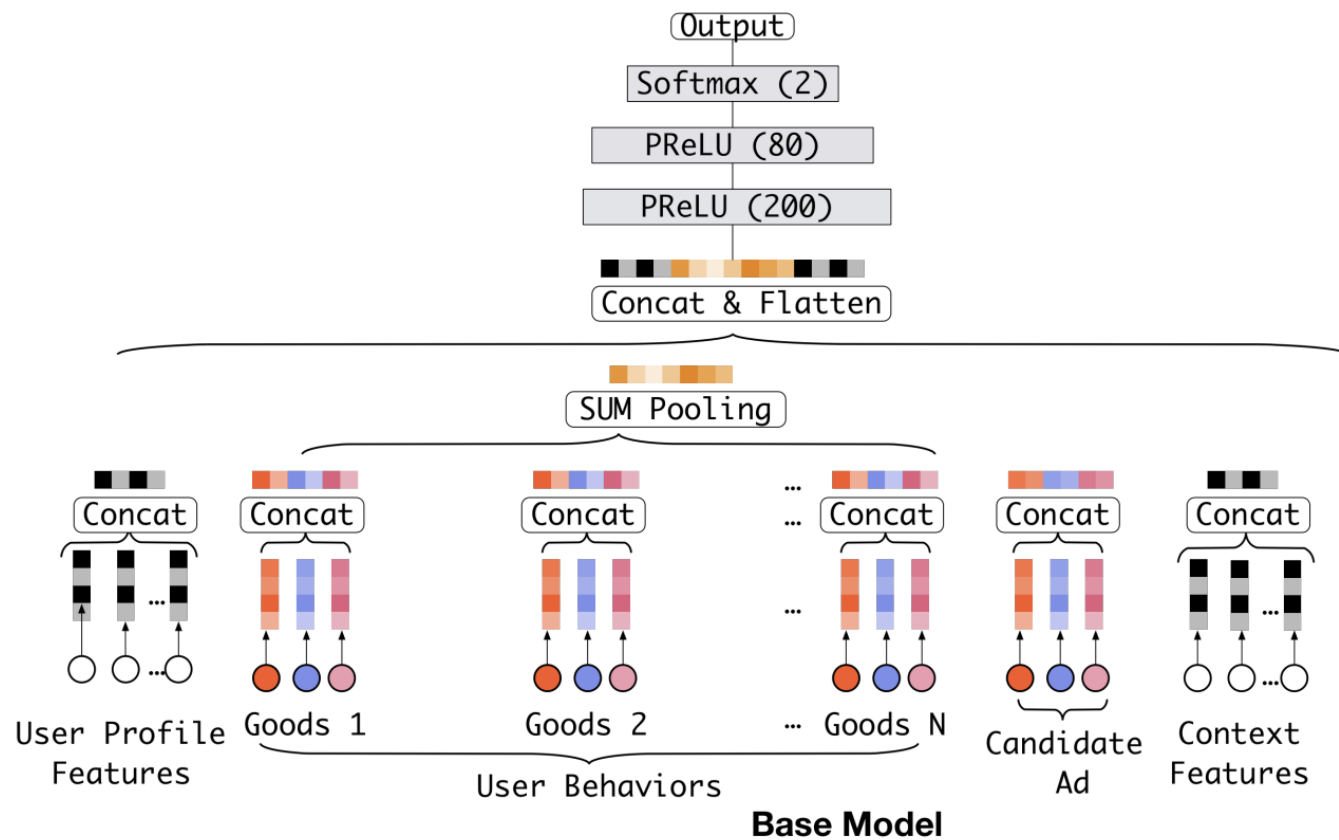 Output
Softmax (2)
PReLU (80)
PReLU (200)
Concat & Flatten
SUM Pooling
...
Concat Concat Concat ... Concat Concat Concat
... ... ...
Goods 1 Goods 2 ... Goods N
User Profile
Features
User Behaviors
Candidate
Ad
Context
Features
Base Model